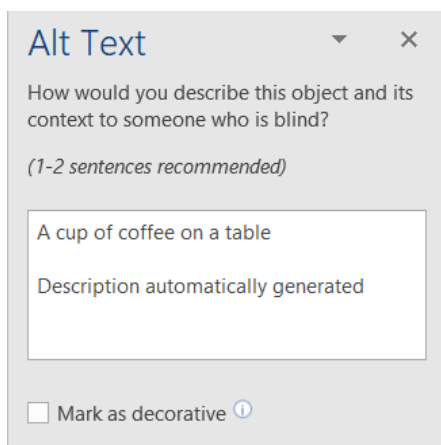 Alt Text
How would you describe this object and its
context to someone who is blind?
(1-2 sentences recommended)
A cup of coffee on a table
Description automatically generated
Mark as decorative